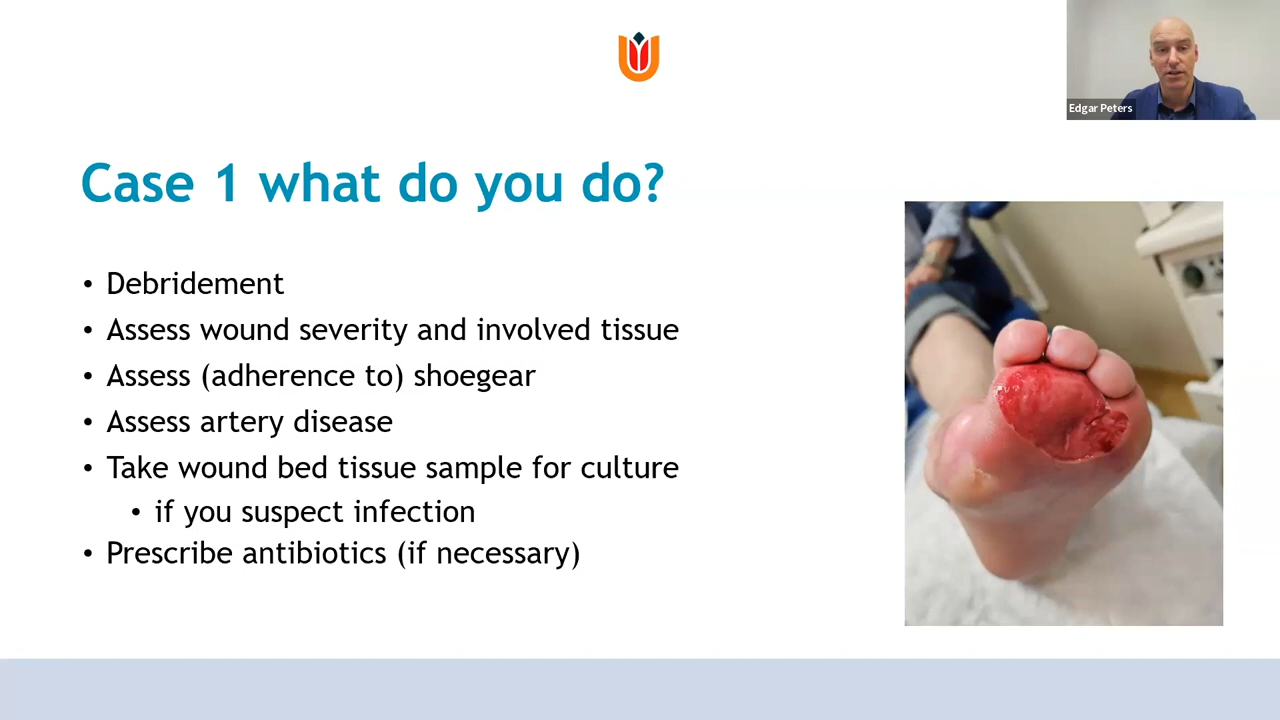 Edgar Peters
Case 1 what do you do?
• Debridement
• Assess wound severity and involved tissue
• Assess (adherence to) shoegear
• Assess artery disease
• Take wound bed tissue sample for culture
• if you suspect infection
• Prescribe antibiotics (if necessary)